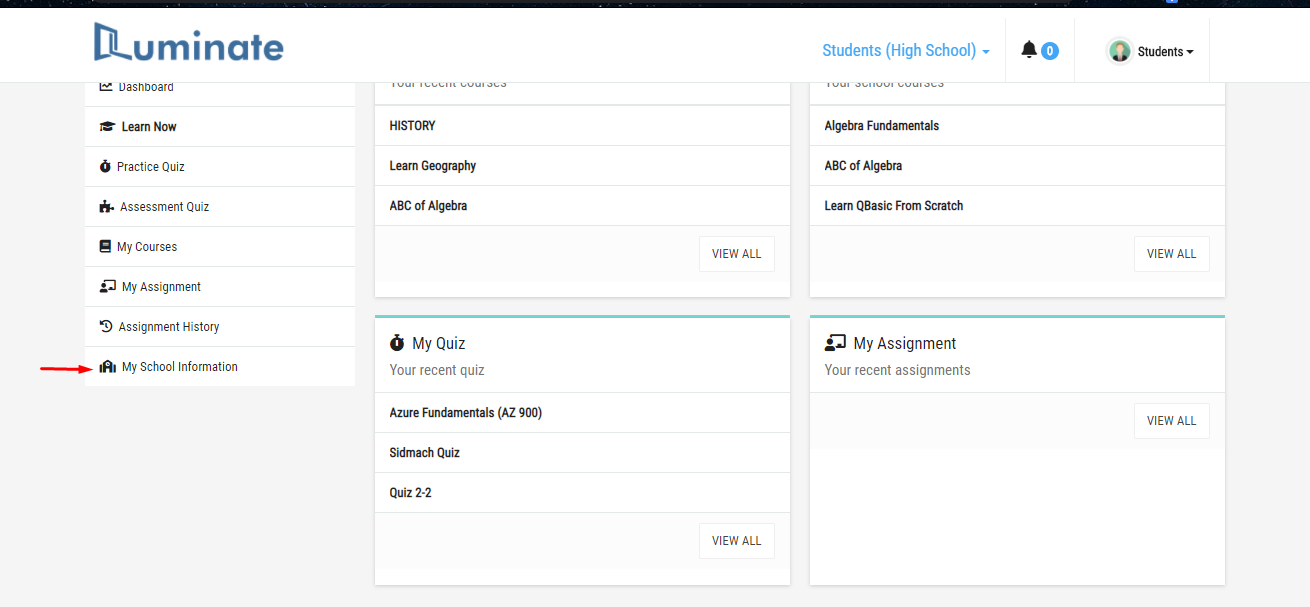 Luminate
Students (High School)
0
Students
Dashboard
Learn Now
Practice Quiz
Assessment Quiz
My Courses
My Assignment
Assignment History
My School Information
Your recent courses
HISTORY
Learn Geography
ABC of Algebra
VIEW ALL
Your school courses
Algebra Fundamentals
ABC of Algebra
Learn QBasic From Scratch
VIEW ALL
My Quiz
Your recent quiz
Azure Fundamentals (AZ 900)
Sidmach Quiz
Quiz 2-2
VIEW ALL
My Assignment
Your recent assignments
VIEW ALL